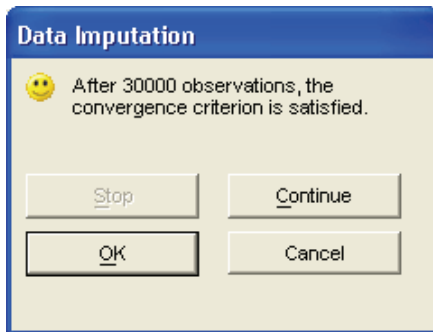 Data Imputation
After 30000 observations, the
convergence criterion is satisfied.
Stop
Continue
OK
Cancel